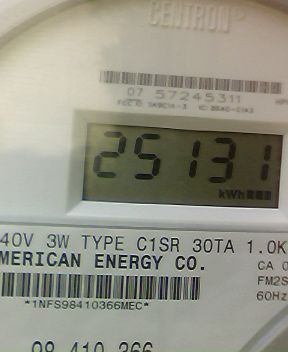 CENTRON®
07 57245311
25131
kWh
40V 3W TYPE C1SR 30TA 1.0K
MERICAN ENERGY CO.
CA 0
FM2S
60Hz
*1NFS98410366MEC*
98 410 366